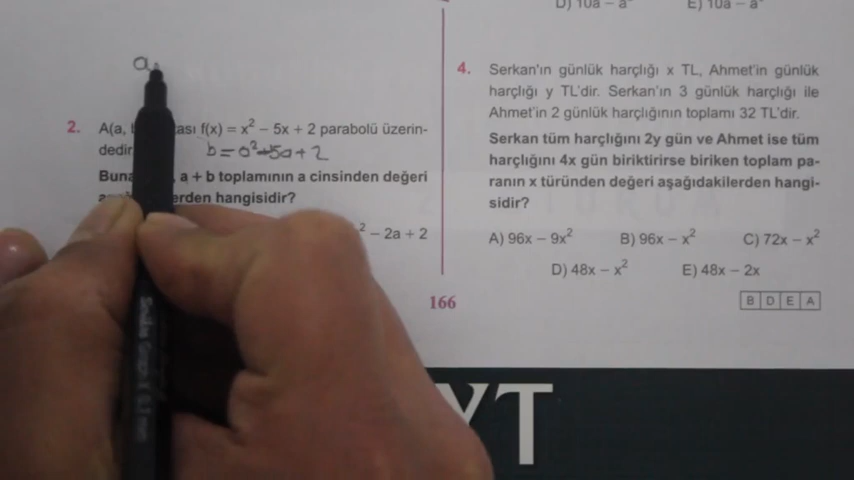 D) 10a – a
E) 10a – a
a
2. A(a, ası f(x) = x² – 5x + 2 parabolü üzerin-
dedir
b = a² – 5a + 2
Buna , a + b toplamının a cinsinden değeri
erden hangisidir?
² – 2a + 2
4. Serkan'ın günlük harçlığı x TL, Ahmet'in günlük
harçlığı y TL'dir. Serkan'ın 3 günlük harçlığı ile
Ahmet'in 2 günlük harçlığının toplamı 32 TL'dir.
Serkan tüm harçlığını 2y gün ve Ahmet ise tüm
harçlığını 4x gün biriktirirse biriken toplam pa-
ranın x türünden değeri aşağıdakilerden hangi-
sidir?
A) 96x – 9x² B) 96x – x² C) 72x – x²
D) 48x – x² E) 48x – 2x
166
B D E A
YT